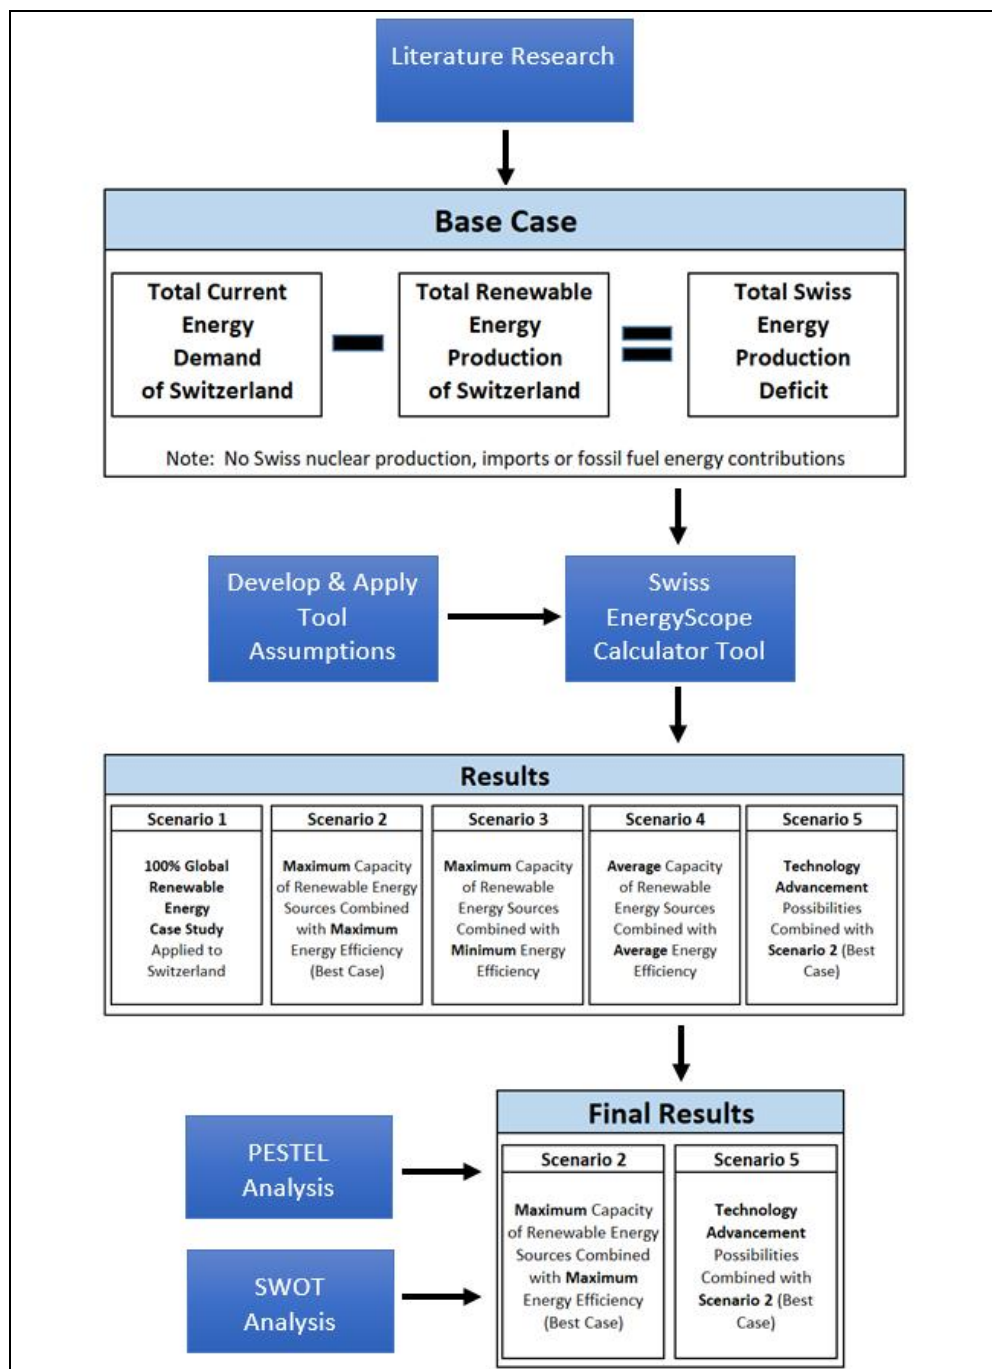 Literature Research
Base Case
Total Current
Energy
Demand
of Switzerland
Total Renewable
Energy
Production
of Switzerland
Total Swiss
Energy
Production
Deficit
Note:  No Swiss nuclear production, imports or fossil fuel energy contributions
Develop & Apply
Tool
Assumptions
Swiss
EnergyScope
Calculator Tool
Results
Scenario 1
100% Global
Renewable
Energy
Case Study
Applied to
Switzerland
Scenario 2
Maximum Capacity
of Renewable Energy
Sources Combined
with Maximum
Energy Efficiency
(Best Case)
Scenario 3
Maximum Capacity
of Renewable
Energy Sources
Combined with
Minimum Energy
Efficiency
Scenario 4
Average Capacity
of Renewable
Energy Sources
Combined with
Average Energy
Efficiency
Scenario 5
Technology
Advancement
Possibilities
Combined with
Scenario 2 (Best
Case)
PESTEL
Analysis
SWOT
Analysis
Final Results
Scenario 2
Maximum Capacity
of Renewable Energy
Sources Combined
with Maximum
Energy Efficiency
(Best Case)
Scenario 5
Technology
Advancement
Possibilities
Combined with
Scenario 2 (Best
Case)